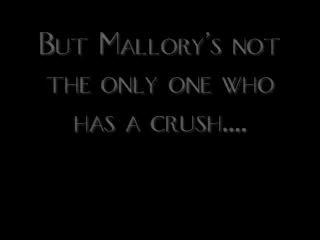 But Mallory's not
the only one who
has a crush....